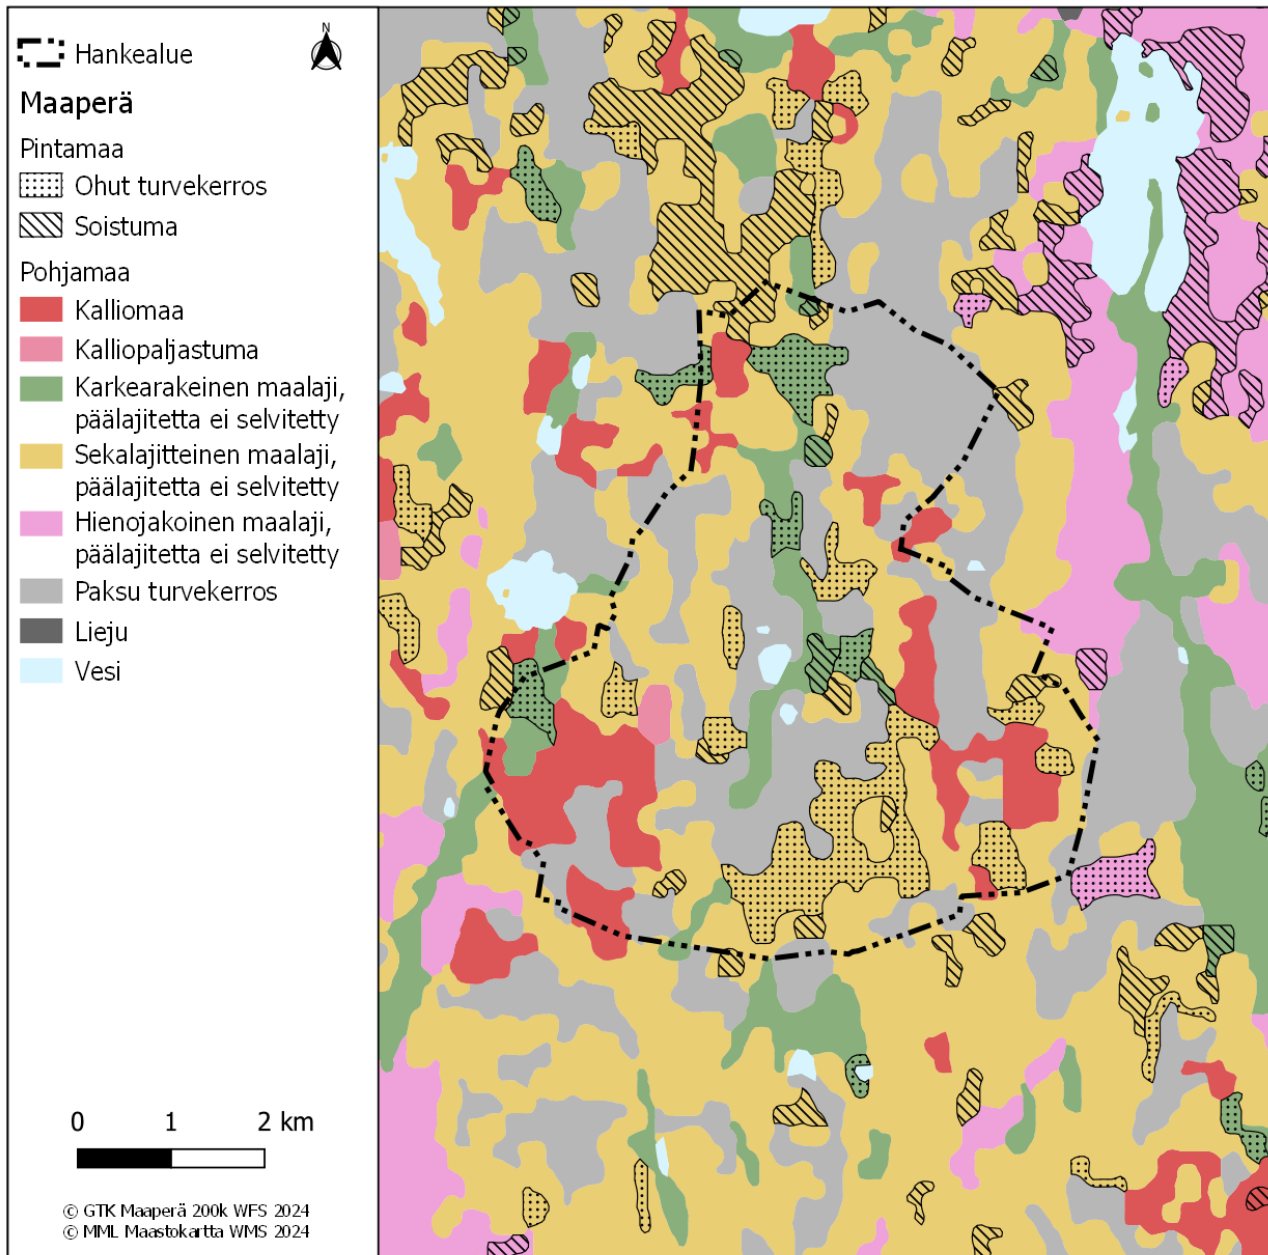 Hankealue
N
Maaperä
Pintamaa
Ohut turvekerros
Soistuma
Pohjamaa
Kalliomaa
Kalliopaljastuma
Karkearakeinen maalaji,
päälajitetta ei selvitetty
Sekalajitteinen maalaji,
päälajitetta ei selvitetty
Hienojakoinen maalaji,
päälajitetta ei selvitetty
Paksu turvekerros
Lieju
Vesi
0 1 2 km
© GTK Maaperä 200k WFS 2024
© MML Maastokartta WMS 2024